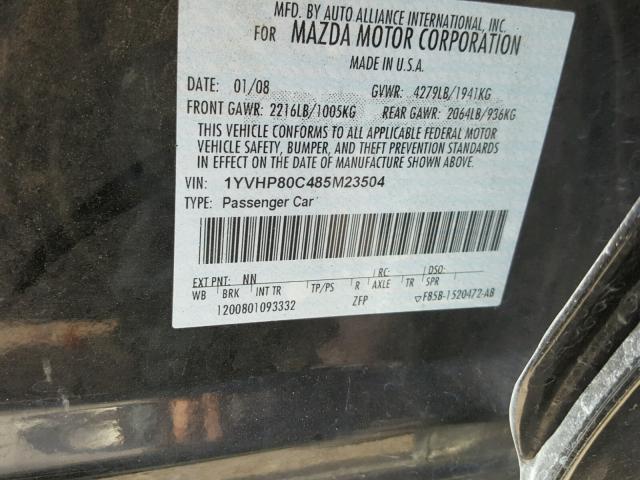 MFD. BY AUTO ALLIANCE INTERNATIONAL, INC.
FOR MAZDA MOTOR CORPORATION
MADE IN U.S.A.
DATE: 01/08 GVWR: 4279LB/1941KG
FRONT GAWR: 2216LB/1005KG REAR GAWR: 2064LB/936KG
THIS VEHICLE CONFORMS TO ALL APPLICABLE FEDERAL MOTOR
VEHICLE SAFETY, BUMPER, AND THEFT PREVENTION STANDARDS
IN EFFECT ON THE DATE OF MANUFACTURE SHOWN ABOVE.
VIN: 1YVHP80C485M23504
TYPE: Passenger Car
EXT PNT: NN RC: DSO:
WB BRK INT TR TP/PS R AXLE TR SPR
1200801093332 ZFP ▽F85B-1520472-AB